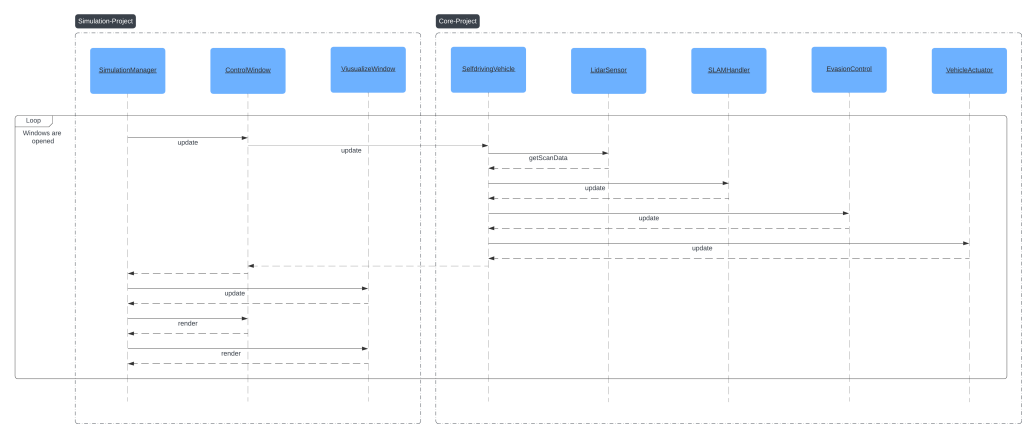 Simulation-Project
Core-Project
SimulationManager
ControlWindow
ViusualizeWindow
SelfdrivingVehicle
LidarSensor
SLAMHandler
EvasionControl
VehicleActuator
Loop
Windows are
opened
update
update
getScanData
update
update
update
update
render
render